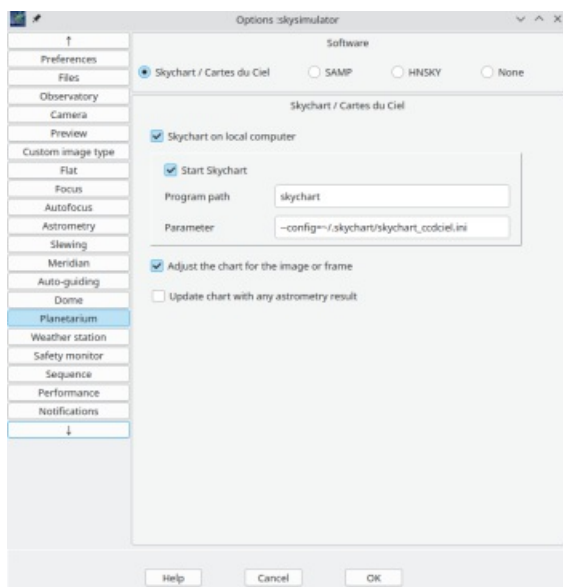 Options :skysimulator
↑
Preferences
Files
Observatory
Camera
Preview
Custom image type
Flat
Focus
Autofocus
Astrometry
Slewing
Meridian
Auto-guiding
Dome
Planetarium
Weather station
Safety monitor
Sequence
Performance
Notifications
↓
Software
Skychart / Cartes du Ciel SAMP HNSKY None
Skychart / Cartes du Ciel
Skychart on local computer
Start Skychart
Program path skychart
Parameter --config=~/.skychart/skychart_ccdciel.ini
Adjust the chart for the image or frame
Update chart with any astrometry result
Help Cancel OK